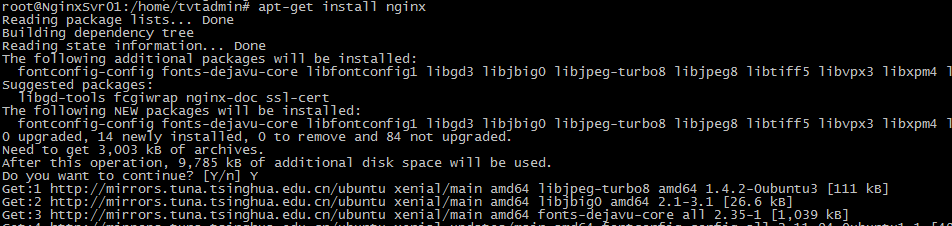 root@NginxSvr01:/home/tvtadmin# apt-get install nginx
Reading package lists... Done
Building dependency tree
Reading state information... Done
The following additional packages will be installed:
  fontconfig-config fonts-dejavu-core libfontconfig1 libgd3 libjbig0 libjpeg-turbo8 libjpeg8 libtiff5 libvpx3 libxpm4 l
Suggested packages:
  libgd-tools fcgiwrap nginx-doc ssl-cert
The following NEW packages will be installed:
  fontconfig-config fonts-dejavu-core libfontconfig1 libgd3 libjbig0 libjpeg-turbo8 libjpeg8 libtiff5 libvpx3 libxpm4 l
0 upgraded, 14 newly installed, 0 to remove and 84 not upgraded.
Need to get 3,003 kB of archives.
After this operation, 9,785 kB of additional disk space will be used.
Do you want to continue? [Y/n] Y
Get:1 http://mirrors.tuna.tsinghua.edu.cn/ubuntu xenial/main amd64 libjpeg-turbo8 amd64 1.4.2-0ubuntu3 [111 kB]
Get:2 http://mirrors.tuna.tsinghua.edu.cn/ubuntu xenial/main amd64 libjbig0 amd64 2.1-3.1 [26.6 kB]
Get:3 http://mirrors.tuna.tsinghua.edu.cn/ubuntu xenial/main amd64 fonts-dejavu-core all 2.35-1 [1,039 kB]